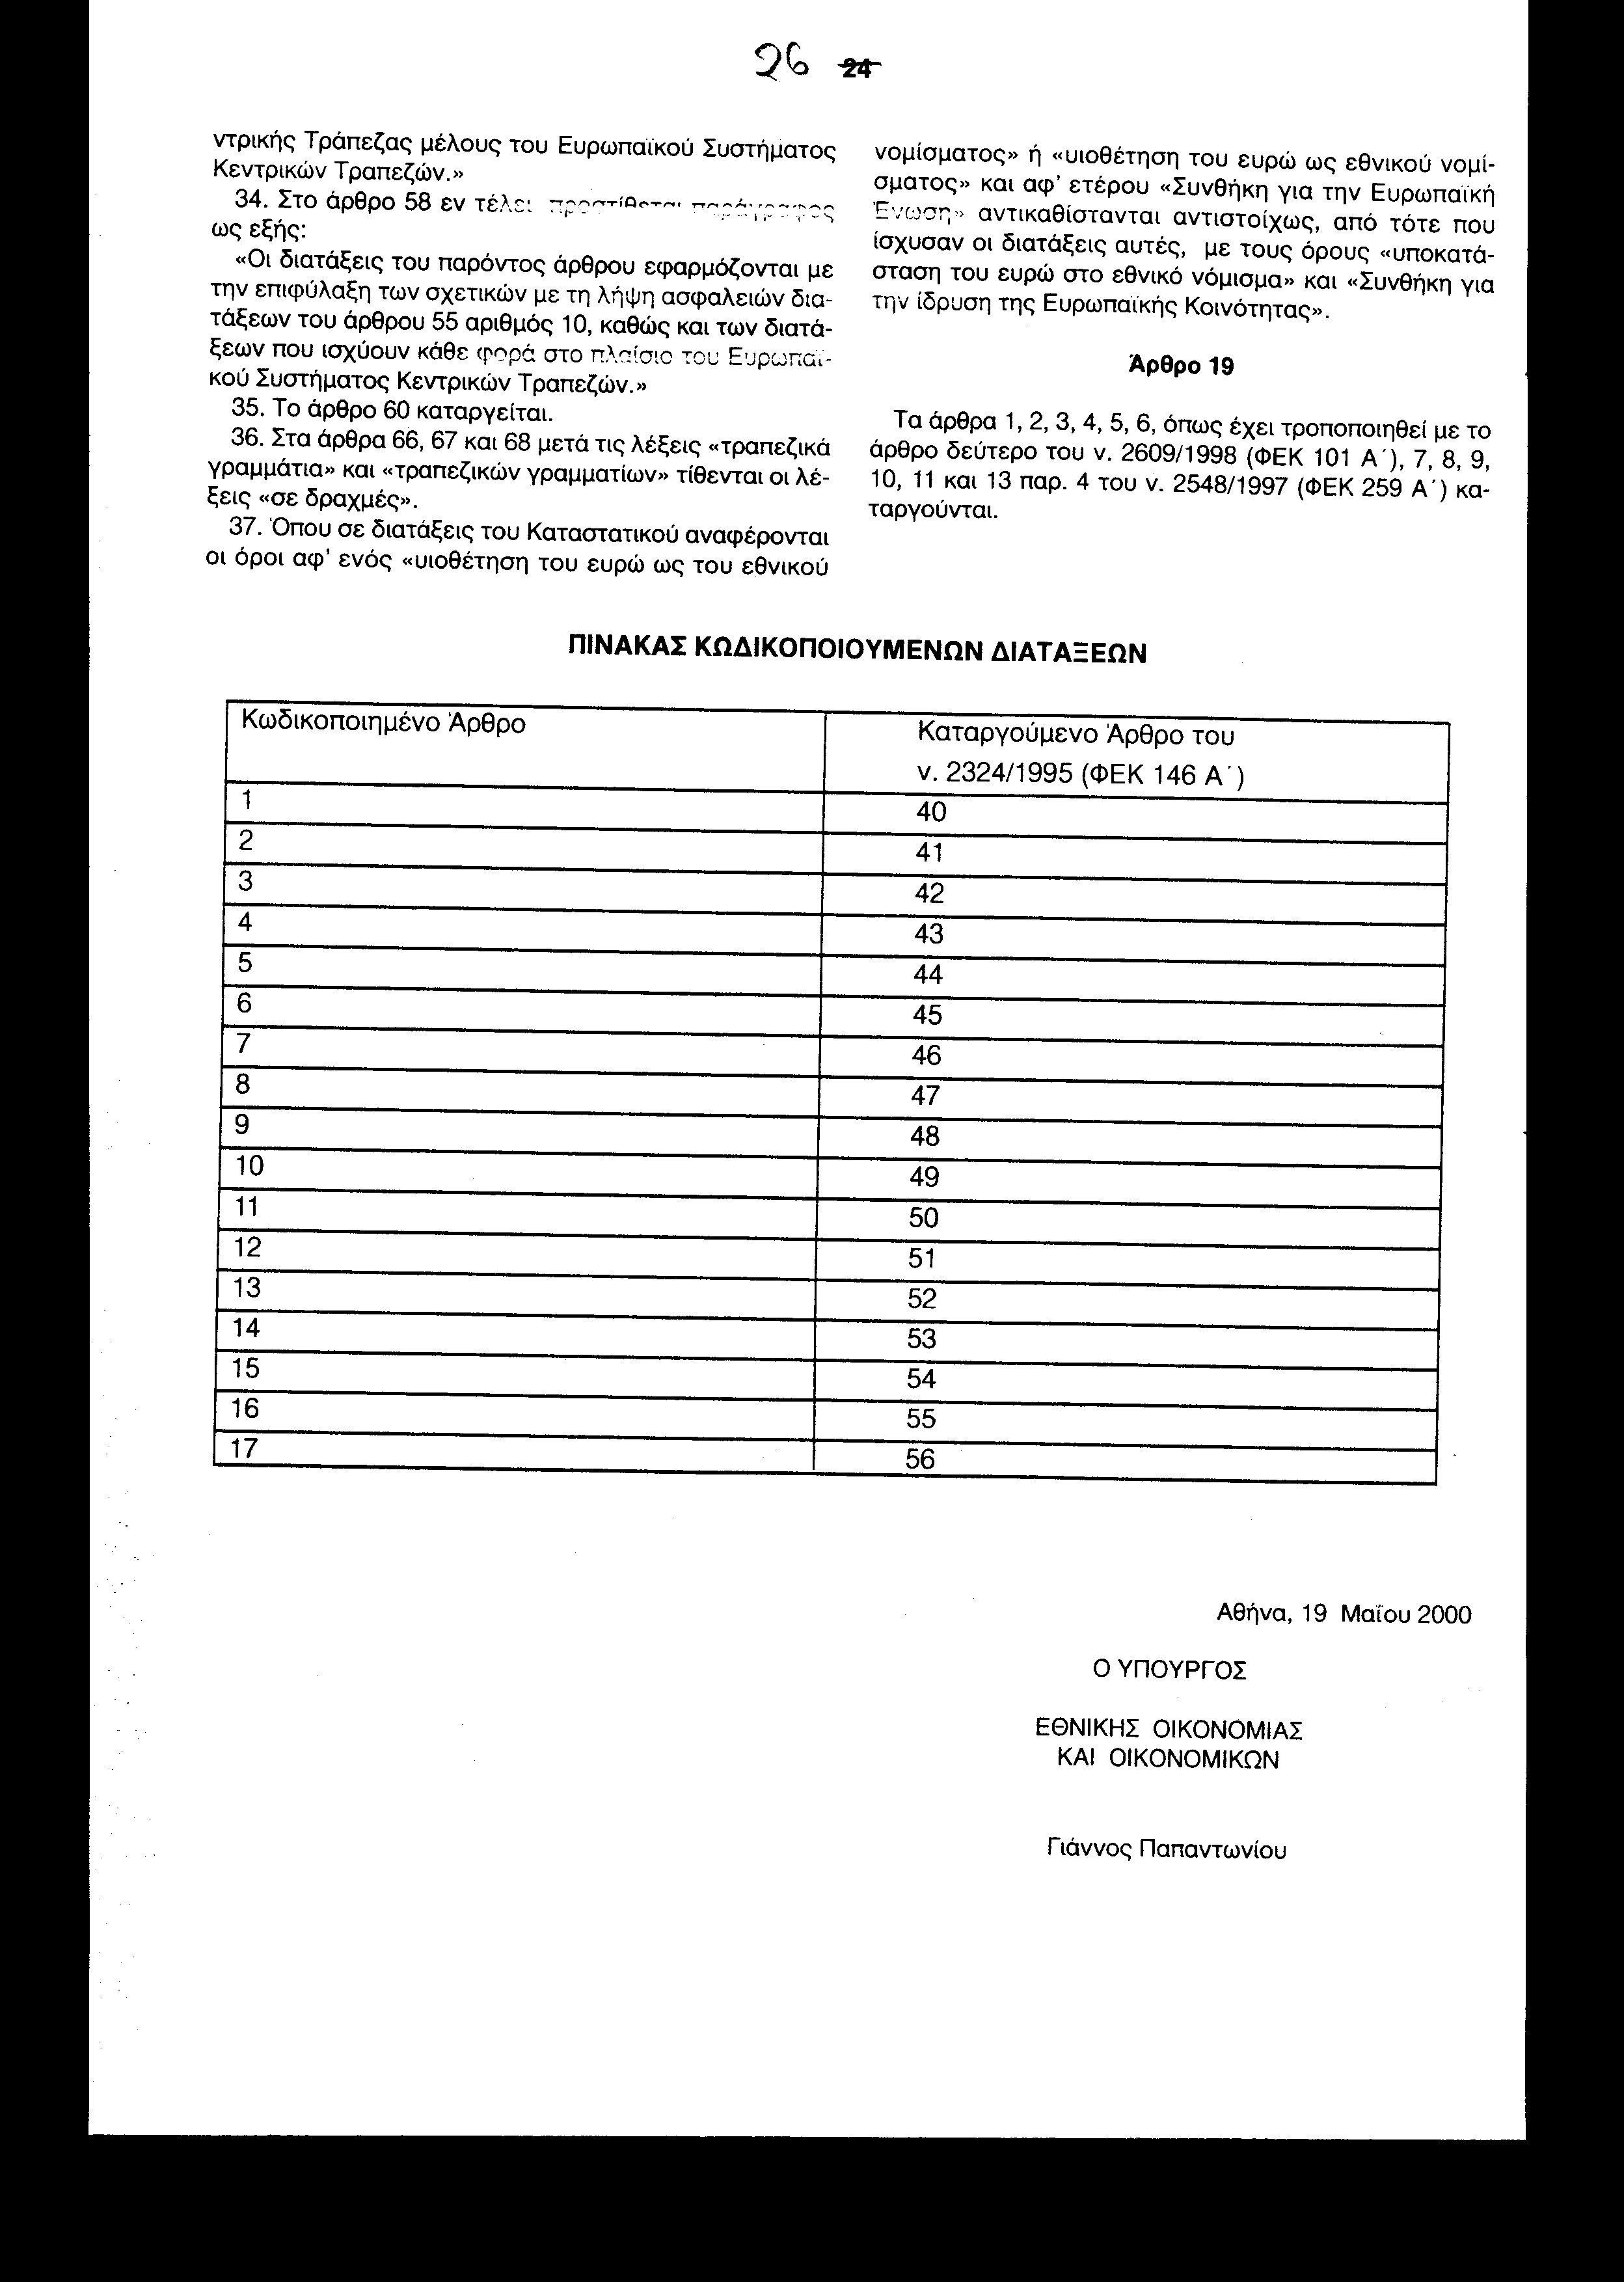 26 24
ντρικής Τράπεζας μέλους του Ευρωπαϊκού Συστήματος
Κεντρικών Τραπεζών.»
34. Στο άρθρο 58 εν τέλει προστίθεται παράγραφος
ως εξής:
«Οι διατάξεις του παρόντος άρθρου εφαρμόζονται με
την επιφύλαξη των σχετικών με τη λήψη ασφαλειών δια-
τάξεων του άρθρου 55 αριθμός 10, καθώς και των διατά-
ξεων που ισχύουν κάθε φορά στο πλαίσιο του Ευρωπαϊ-
κού Συστήματος Κεντρικών Τραπεζών.»
35. Το άρθρο 60 καταργείται.
36. Στα άρθρα 66, 67 και 68 μετά τις λέξεις «τραπεζικά
γραμμάτια» και «τραπεζικών γραμματίων» τίθενται οι λέ-
ξεις «σε δραχμές».
37. Όπου σε διατάξεις του Καταστατικού αναφέρονται
οι όροι αφ' ενός «υιοθέτηση του ευρώ ως του εθνικού
νομίσματος» ή «υιοθέτηση του ευρώ ως εθνικού νομί-
σματος» και αφ' ετέρου «Συνθήκη για την Ευρωπαϊκή
Ένωση» αντικαθίστανται αντιστοίχως, από τότε που
ίσχυσαν οι διατάξεις αυτές, με τους όρους «υποκατά-
σταση του ευρώ στο εθνικό νόμισμα» και «Συνθήκη για
την ίδρυση της Ευρωπαϊκής Κοινότητας».
Άρθρο 19
Τα άρθρα 1, 2, 3, 4, 5, 6, όπως έχει τροποποιηθεί με το
άρθρο δεύτερο του ν. 2609/1998 (ΦΕΚ 101 Α΄), 7, 8, 9,
10, 11 και 13 παρ. 4 του ν. 2548/1997 (ΦΕΚ 259 Α΄) κα-
ταργούνται.
ΠΙΝΑΚΑΣ ΚΩΔΙΚΟΠΟΙΟΥΜΕΝΩΝ ΔΙΑΤΑΞΕΩΝ
Κωδικοποιημένο Άρθρο
Καταργούμενο Άρθρο του
ν. 2324/1995 (ΦΕΚ 146 Α΄)
1 40
2 41
3 42
4 43
5 44
6 45
7 46
8 47
9 48
10 49
11 50
12 51
13 52
14 53
15 54
16 55
17 56
Αθήνα, 19 Μαΐου 2000
Ο ΥΠΟΥΡΓΟΣ
ΕΘΝΙΚΗΣ ΟΙΚΟΝΟΜΙΑΣ
ΚΑΙ ΟΙΚΟΝΟΜΙΚΩΝ
Γιάννος Παπαντωνίου